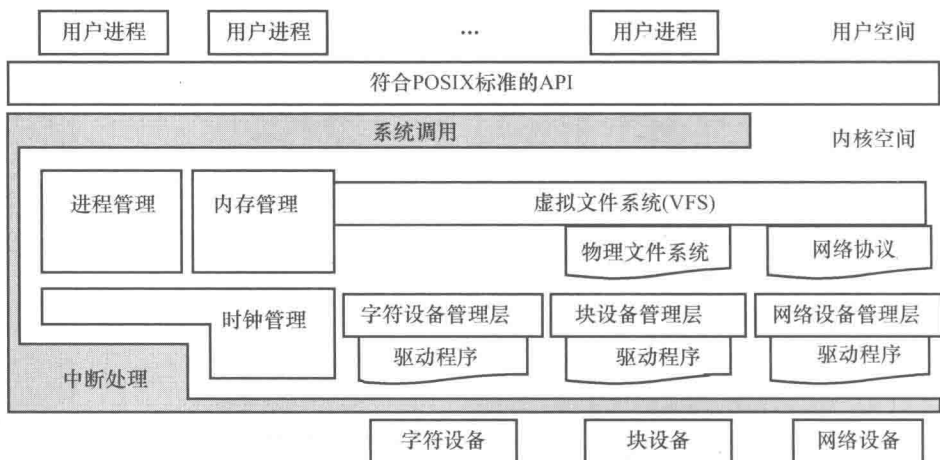 用户进程 用户进程 … 用户进程 用户空间
符合POSIX标准的API
系统调用
内核空间
进程管理 内存管理 虚拟文件系统(VFS)
物理文件系统 网络协议
时钟管理 字符设备管理层 块设备管理层 网络设备管理层
驱动程序 驱动程序 驱动程序
中断处理
字符设备 块设备 网络设备